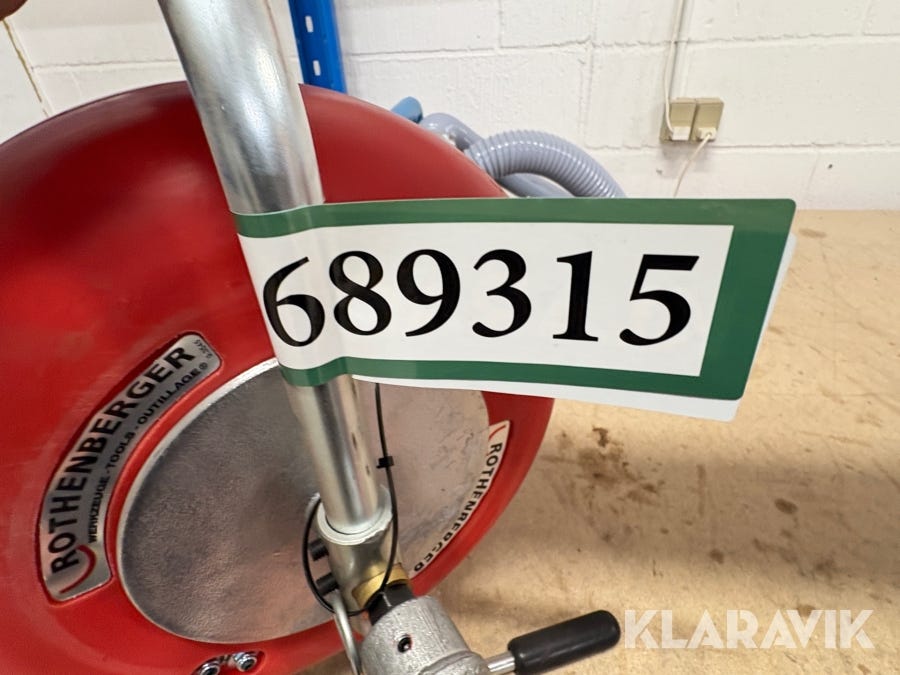 689315
ROTHENBERGER
WERKZEUGE - TOOLS - OUTILLAGE®
ROTHENBERGER
KLARAVIK